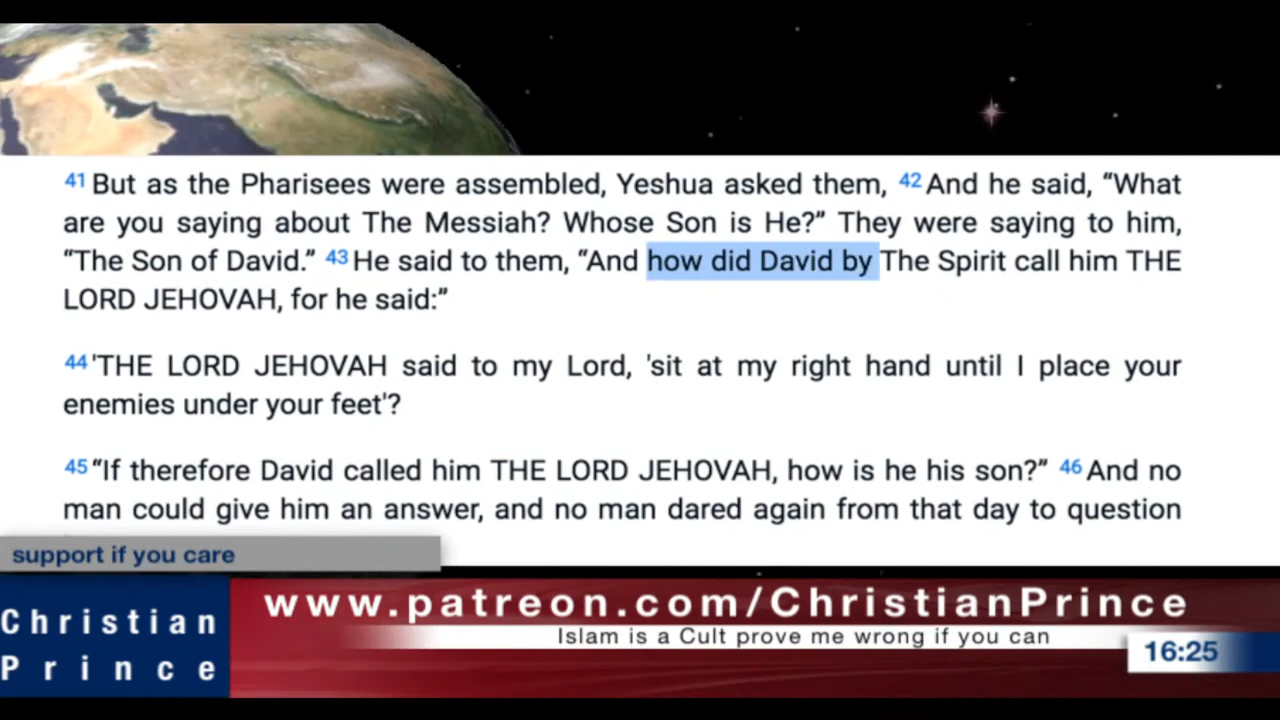 41 But as the Pharisees were assembled, Yeshua asked them, 42 And he said, “What
are you saying about The Messiah? Whose Son is He?” They were saying to him,
“The Son of David.” 43 He said to them, “And how did David by The Spirit call him THE
LORD JEHOVAH, for he said:”
44 'THE LORD JEHOVAH said to my Lord, 'sit at my right hand until I place your
enemies under your feet'?
45 “If therefore David called him THE LORD JEHOVAH, how is he his son?” 46 And no
man could give him an answer, and no man dared again from that day to question
support if you care
Christian
Prince
www.patreon.com/ChristianPrince
Islam is a Cult prove me wrong if you can
16:25